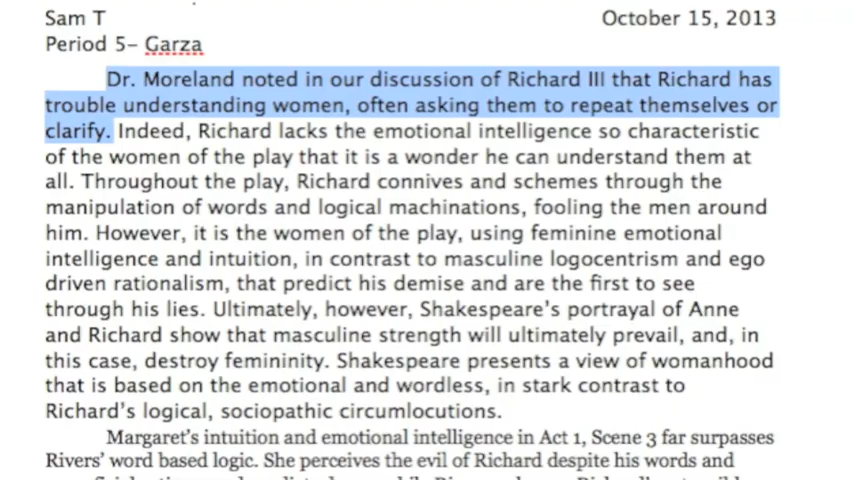 Sam T October 15, 2013
Period 5– Garza
Dr. Moreland noted in our discussion of Richard III that Richard has
trouble understanding women, often asking them to repeat themselves or
clarify. Indeed, Richard lacks the emotional intelligence so characteristic
of the women of the play that it is a wonder he can understand them at
all. Throughout the play, Richard connives and schemes through the
manipulation of words and logical machinations, fooling the men around
him. However, it is the women of the play, using feminine emotional
intelligence and intuition, in contrast to masculine logocentrism and ego
driven rationalism, that predict his demise and are the first to see
through his lies. Ultimately, however, Shakespeare's portrayal of Anne
and Richard show that masculine strength will ultimately prevail, and, in
this case, destroy femininity. Shakespeare presents a view of womanhood
that is based on the emotional and wordless, in stark contrast to
Richard's logical, sociopathic circumlocutions.
Margaret's intuition and emotional intelligence in Act 1, Scene 3 far surpasses
Rivers' word based logic. She perceives the evil of Richard despite his words and